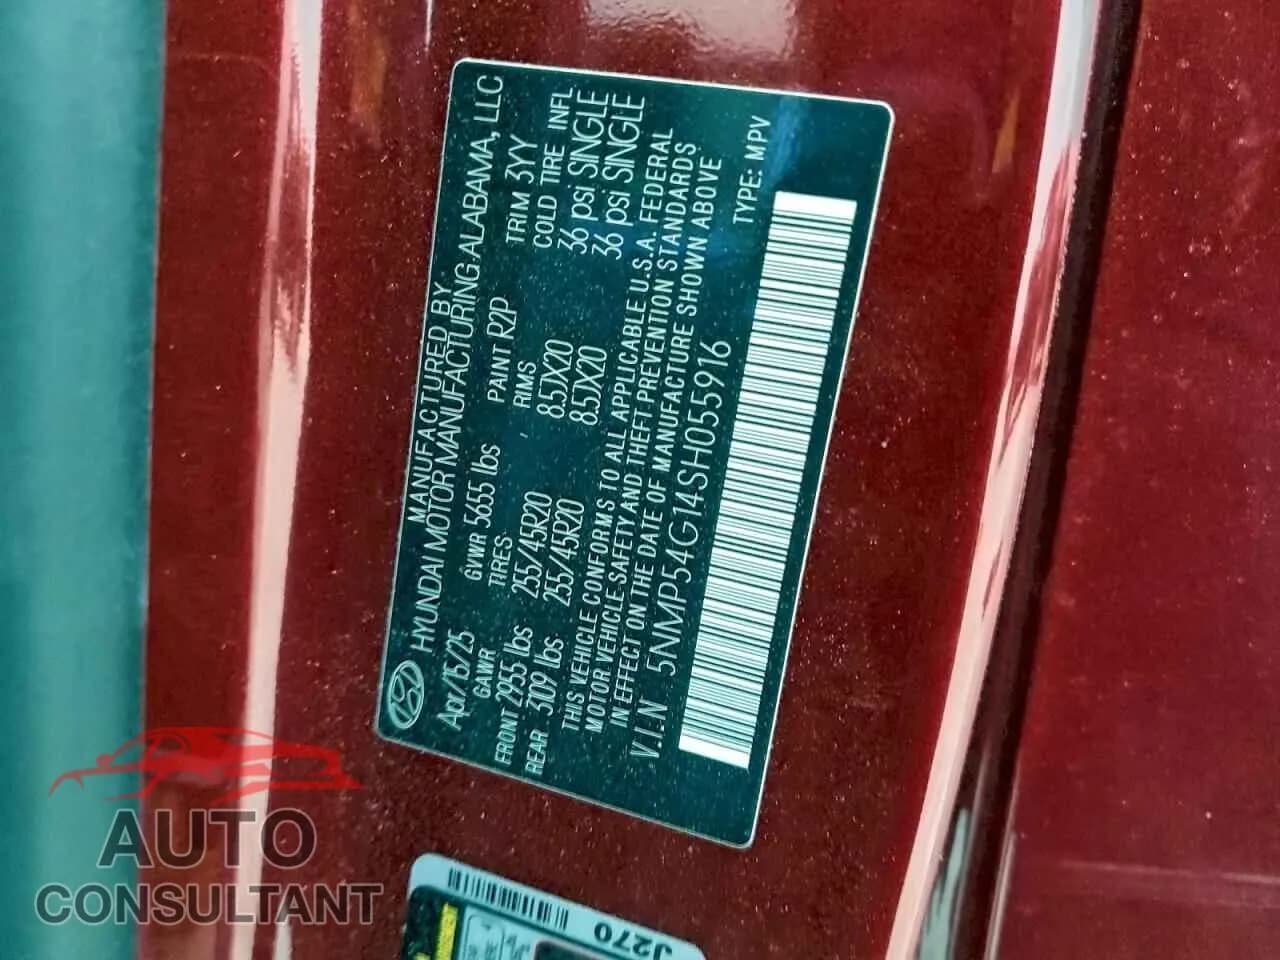 MANUFACTURED BY
HYUNDAI MOTOR MANUFACTURING ALABAMA, LLC
Apr/15/25 GVWR 5655 lbs PAINT R2P TRIM 3YY
GAWR TIRES RIMS COLD TIRE INFL
FRONT 2955 lbs 255/45R20 8.5JX20 36 psi SINGLE
REAR 3109 lbs 255/45R20 8.5JX20 36 psi SINGLE
THIS VEHICLE CONFORMS TO ALL APPLICABLE U.S.A. FEDERAL
MOTOR VEHICLE SAFETY AND THEFT PREVENTION STANDARDS
IN EFFECT ON THE DATE OF MANUFACTURE SHOWN ABOVE
V.I.N 5NMP54G14SH055916
TYPE: MPV
J270
AUTO
CONSULTANT